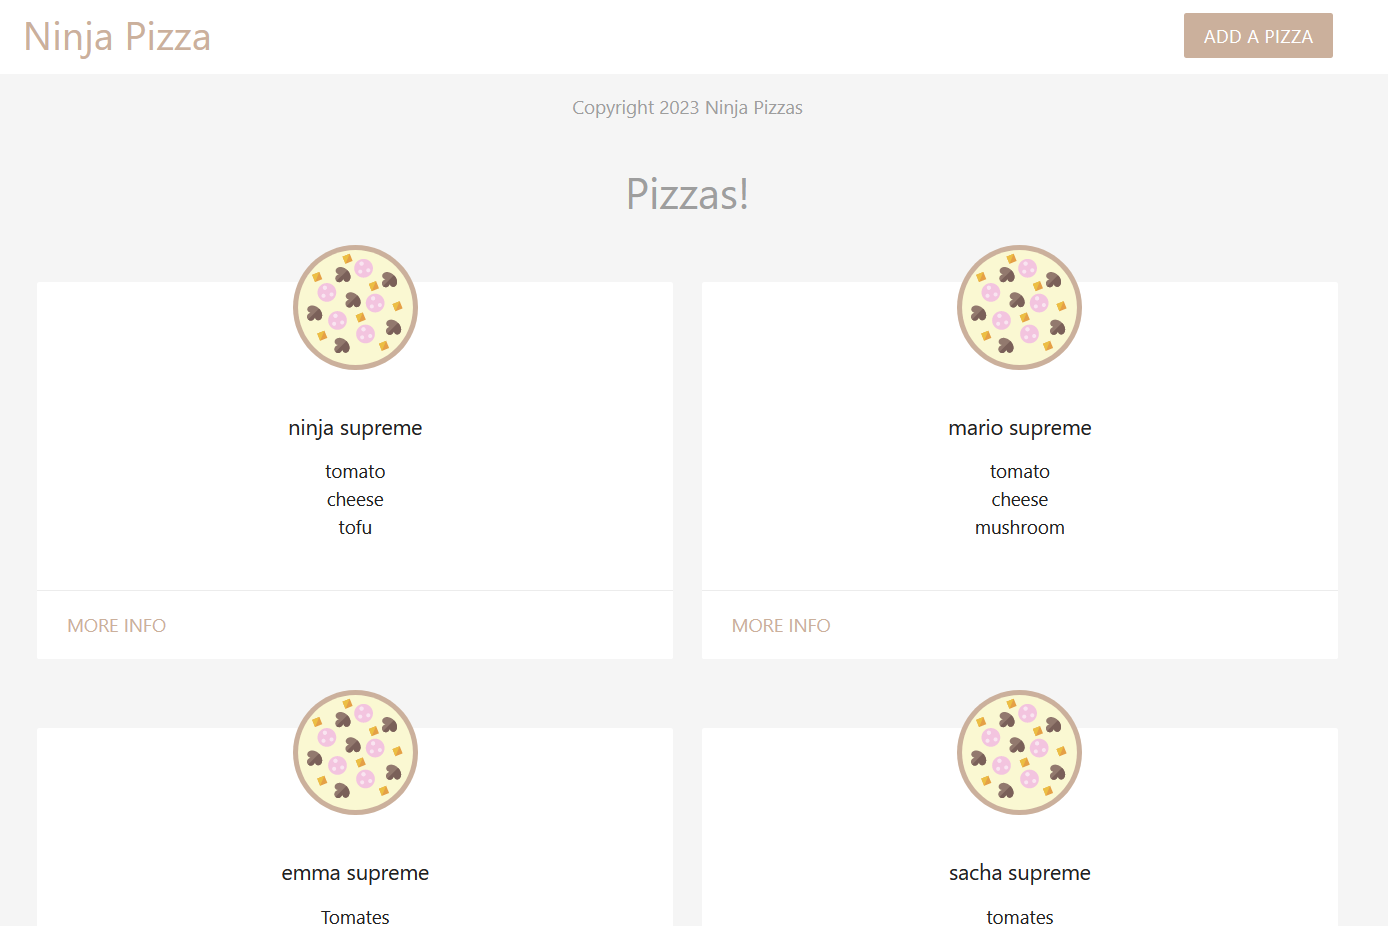 Ninja Pizza
ADD A PIZZA
Copyright 2023 Ninja Pizzas
Pizzas!
ninja supreme
tomato
cheese
tofu
MORE INFO
mario supreme
tomato
cheese
mushroom
MORE INFO
emma supreme
Tomates
sacha supreme
tomates